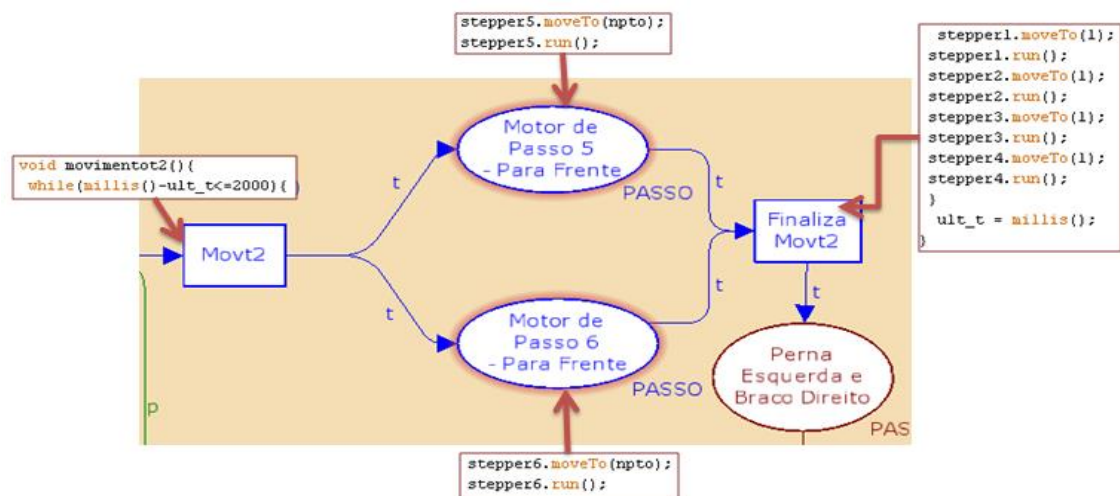 stepper5.moveTo(npto);
stepper5.run();
stepper1.moveTo(1);
stepper1.run();
stepper2.moveTo(1);
stepper2.run();
stepper3.moveTo(1);
stepper3.run();
stepper4.moveTo(1);
stepper4.run();
}
ult_t = millis();
}
void movimentot2(){
while(millis()-ult_t<=2000){
Movt2
t
t
Motor de
Passo 5
- Para Frente
PASSO
t
Motor de
Passo 6
- Para Frente
PASSO
t
Finaliza
Movt2
t
Perna
Esquerda e
Braco Direito
PAS
p
stepper6.moveTo(npto);
stepper6.run();